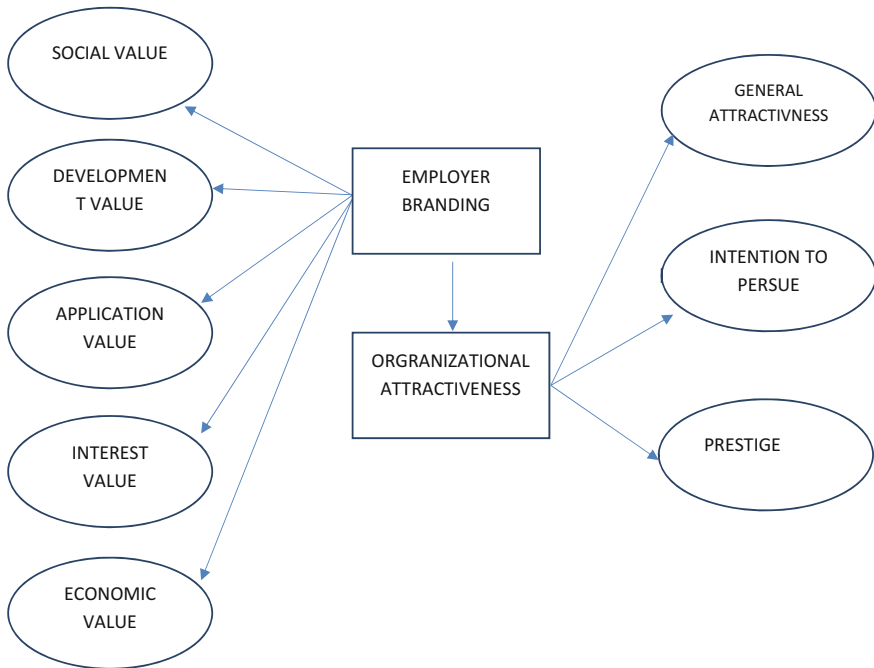 SOCIAL VALUE
DEVELOPMEN
T VALUE
APPLICATION
VALUE
INTEREST
VALUE
ECONOMIC
VALUE
EMPLOYER
BRANDING
ORGRANIZATIONAL
ATTRACTIVENESS
GENERAL
ATTRACTIVNESS
INTENTION TO
PERSUE
PRESTIGE